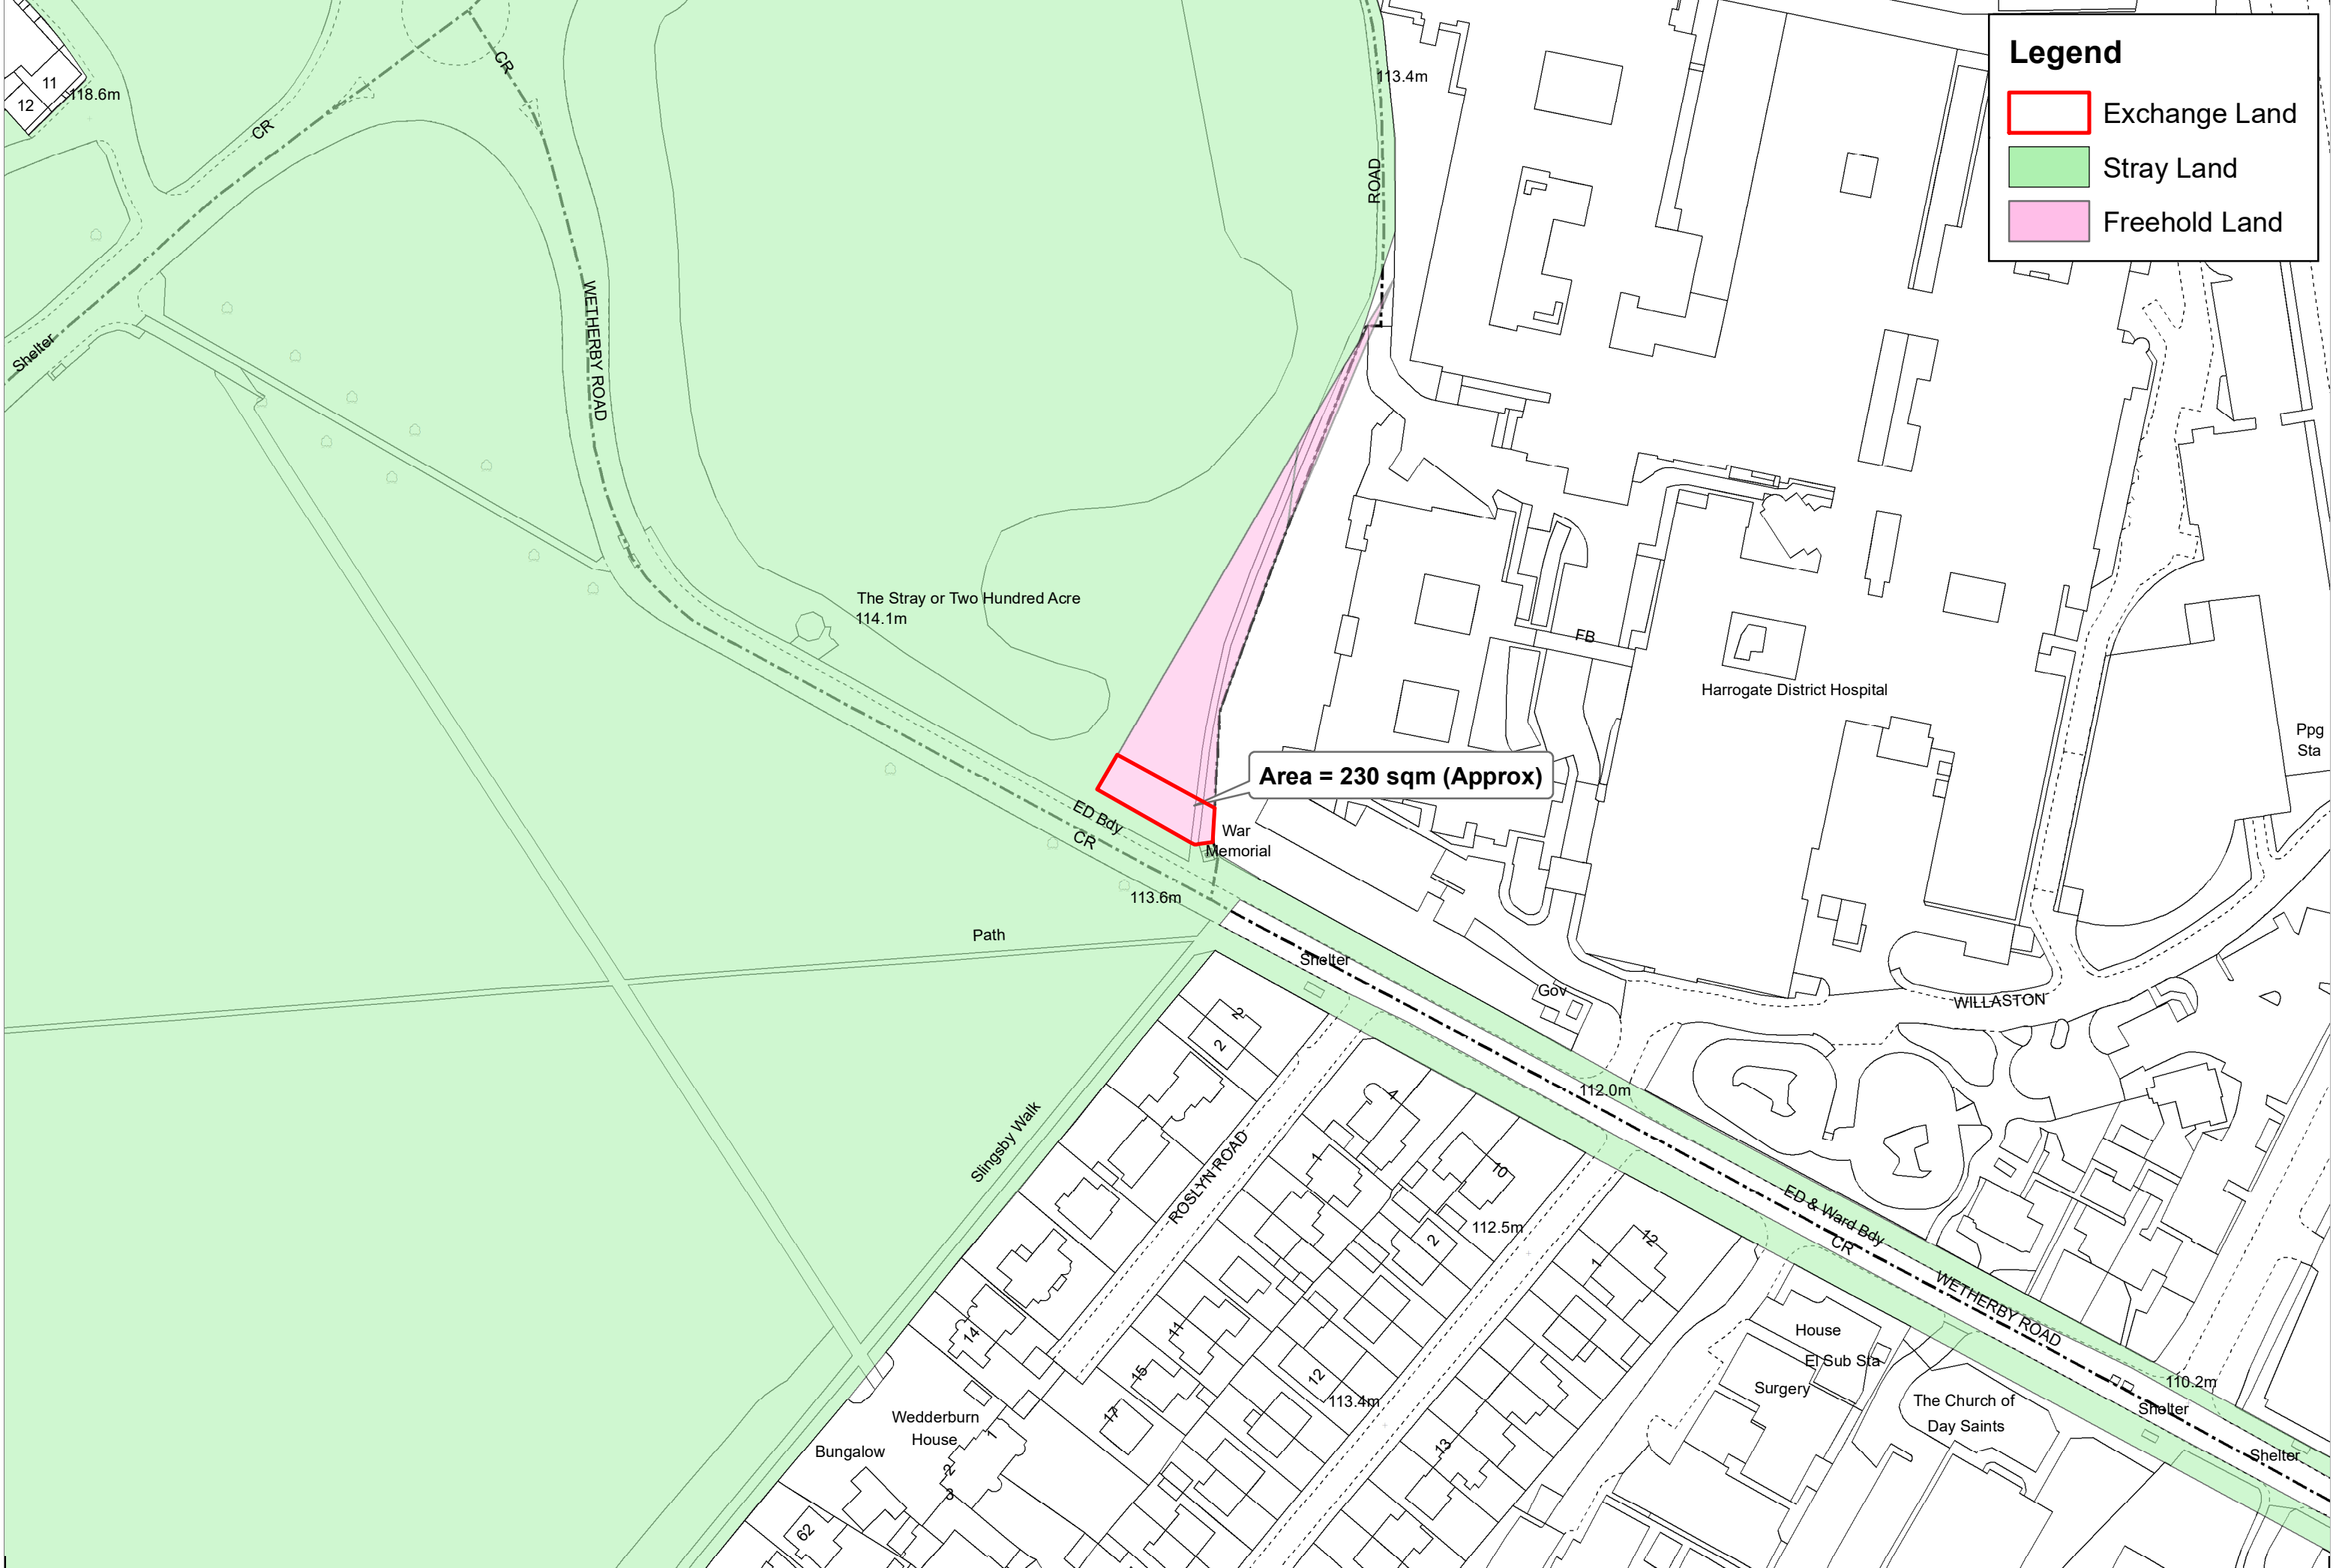 Legend
Exchange Land
Stray Land
Freehold Land
11
12
118.6m
CR
CR
113.4m
ROAD
Shelter
WETHERBY ROAD
The Stray or Two Hundred Acre
114.1m
FB
Harrogate District Hospital
Ppg
Sta
Area = 230 sqm (Approx)
ED Bdy
CR
War
Memorial
113.6m
Path
Shelter
Gov
WILLASTON
2
2
112.0m
Slingsby Walk
ROSLYN ROAD
4
1
10
112.5m
2
12
1
ED & Ward Bdy
CR
WETHERBY ROAD
14
11
15
17
12
113.4m
13
House
El Sub Sta
Surgery
The Church of
Day Saints
110.2m
Shelter
Shelter
Wedderburn
House
Bungalow
1
2
3
62